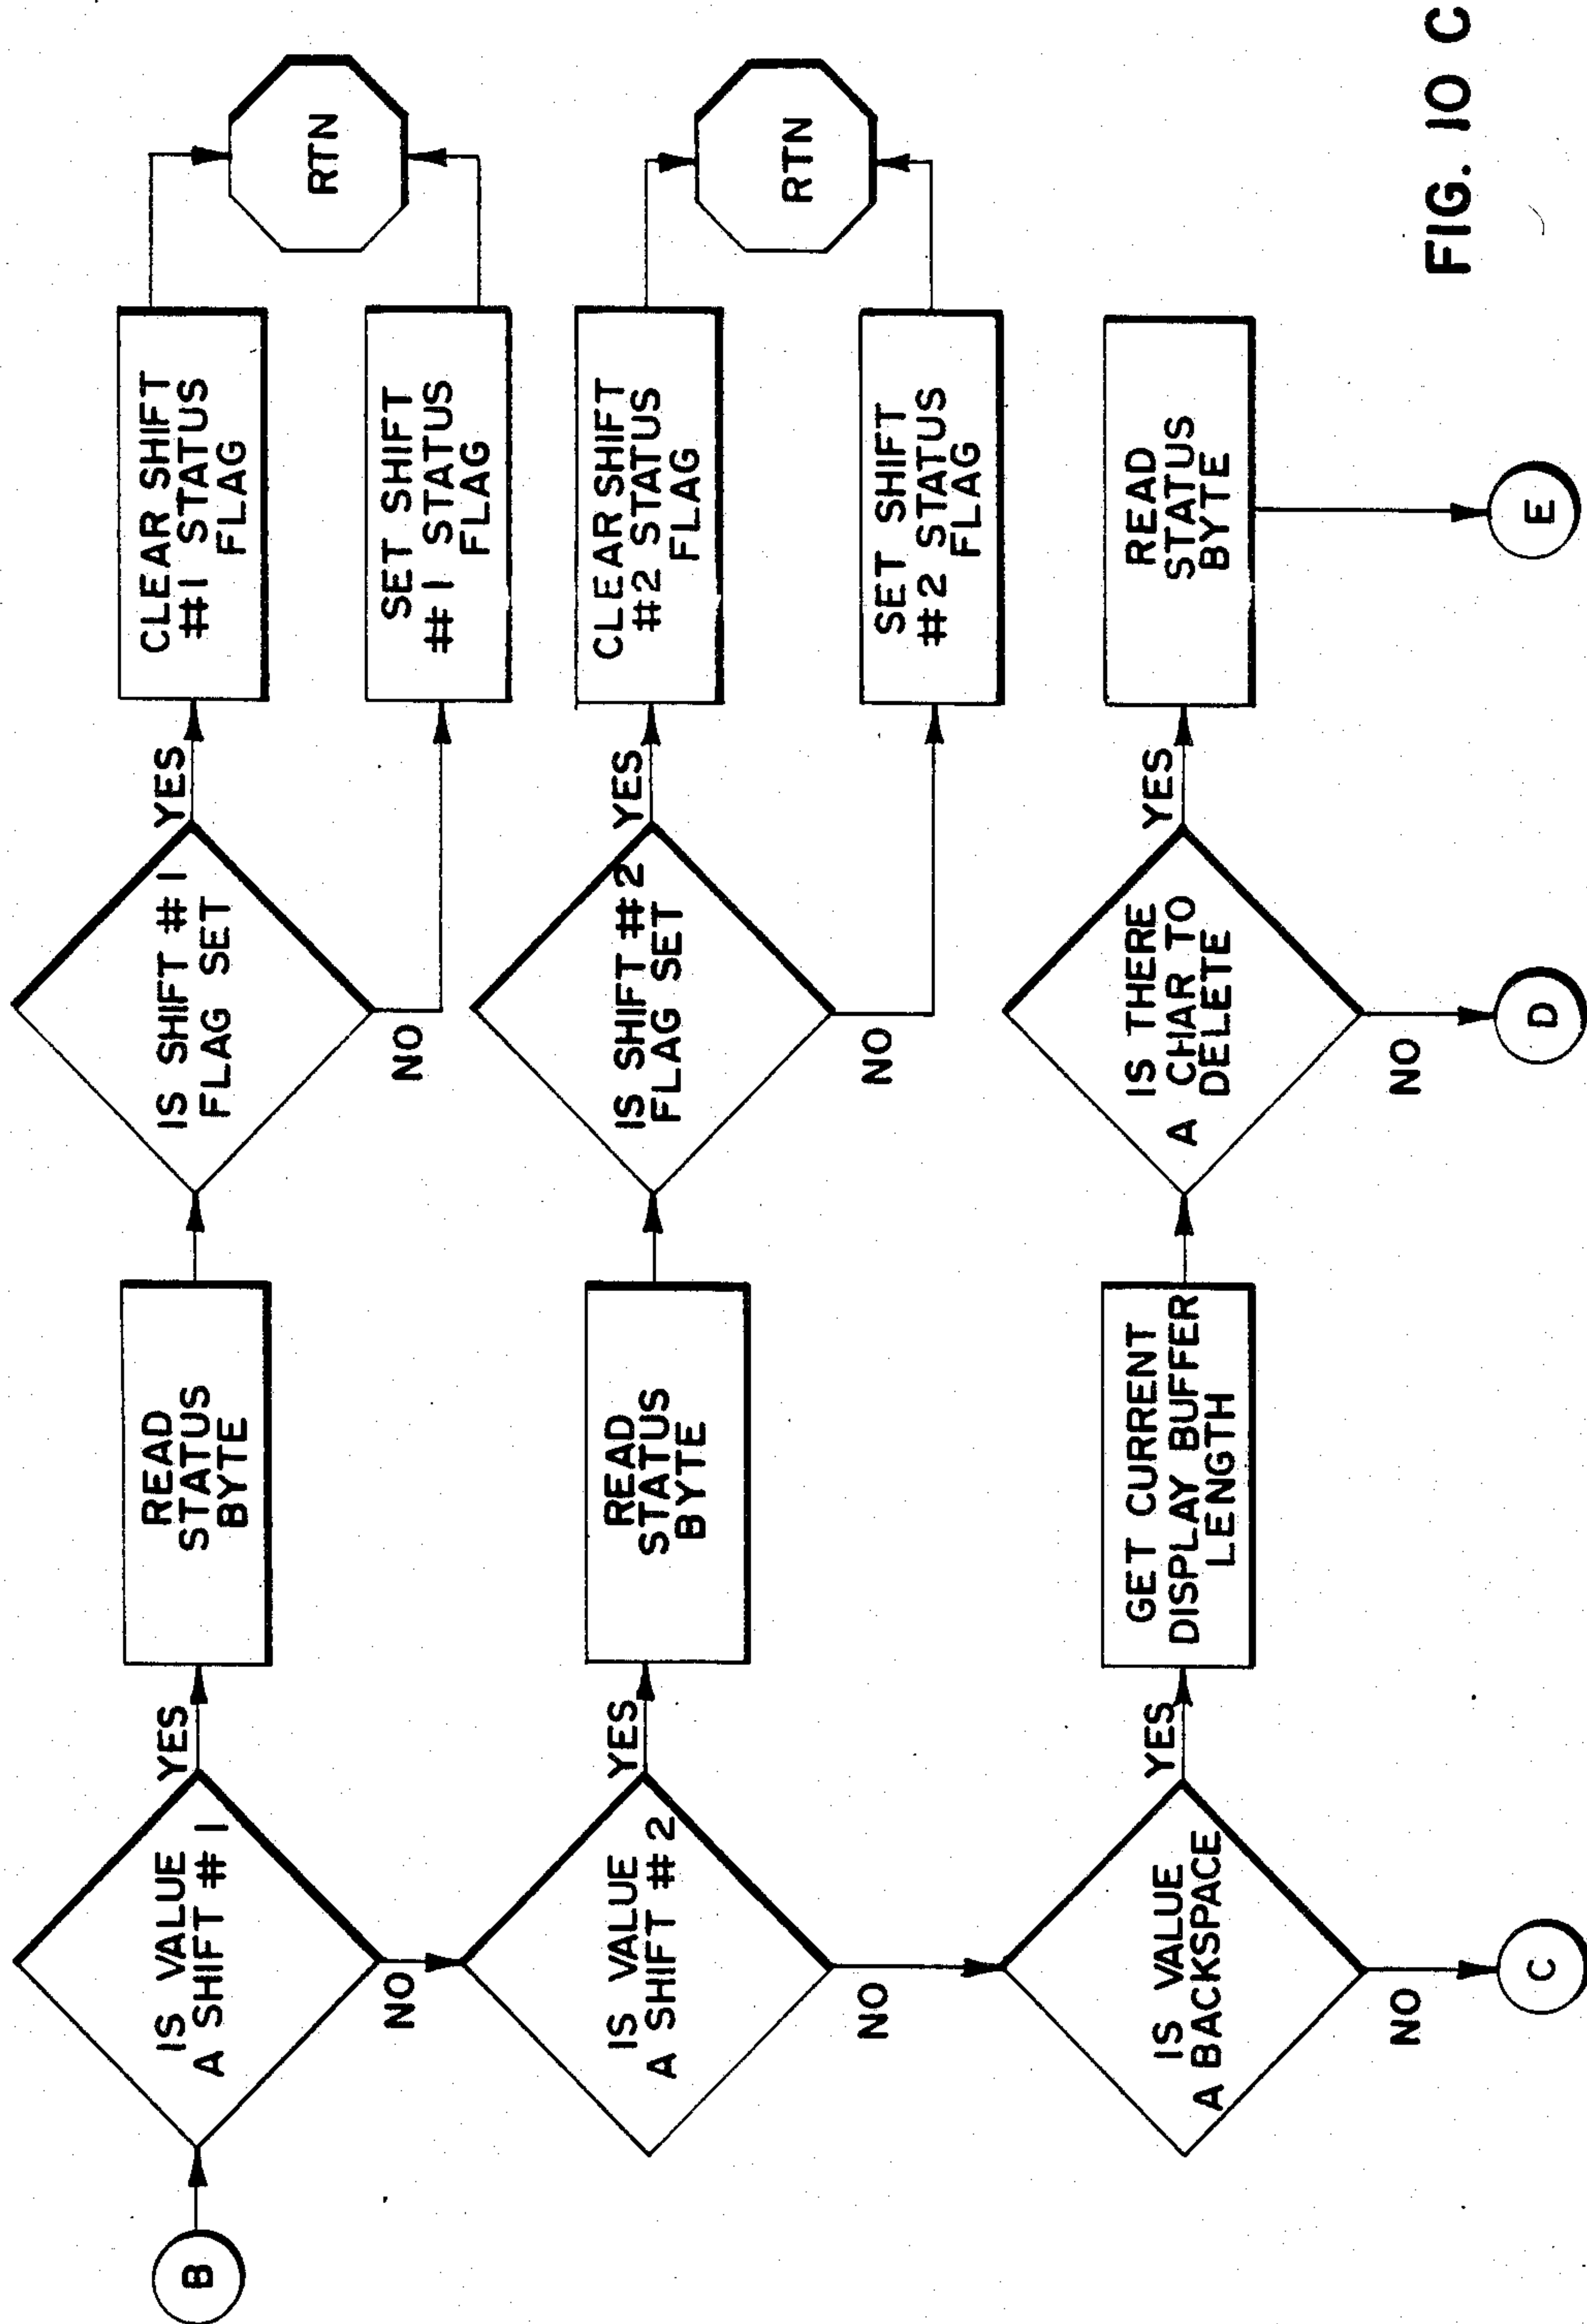 B
IS VALUE
A SHIFT # 1
YES
NO
READ
STATUS
BYTE
IS SHIFT # 1
FLAG SET
YES
NO
CLEAR SHIFT
# 1 STATUS
FLAG
SET SHIFT
# 1 STATUS
FLAG
RTN
IS VALUE
A SHIFT # 2
YES
NO
READ
STATUS
BYTE
IS SHIFT # 2
FLAG SET
YES
NO
CLEAR SHIFT
#2 STATUS
FLAG
SET SHIFT
#2 STATUS
FLAG
RTN
IS VALUE
A BACKSPACE
YES
NO
C
GET CURRENT
DISPLAY BUFFER
LENGTH
IS THERE
A CHAR TO
DELETE
YES
NO
D
READ
STATUS
BYTE
E
FIG. 10 C